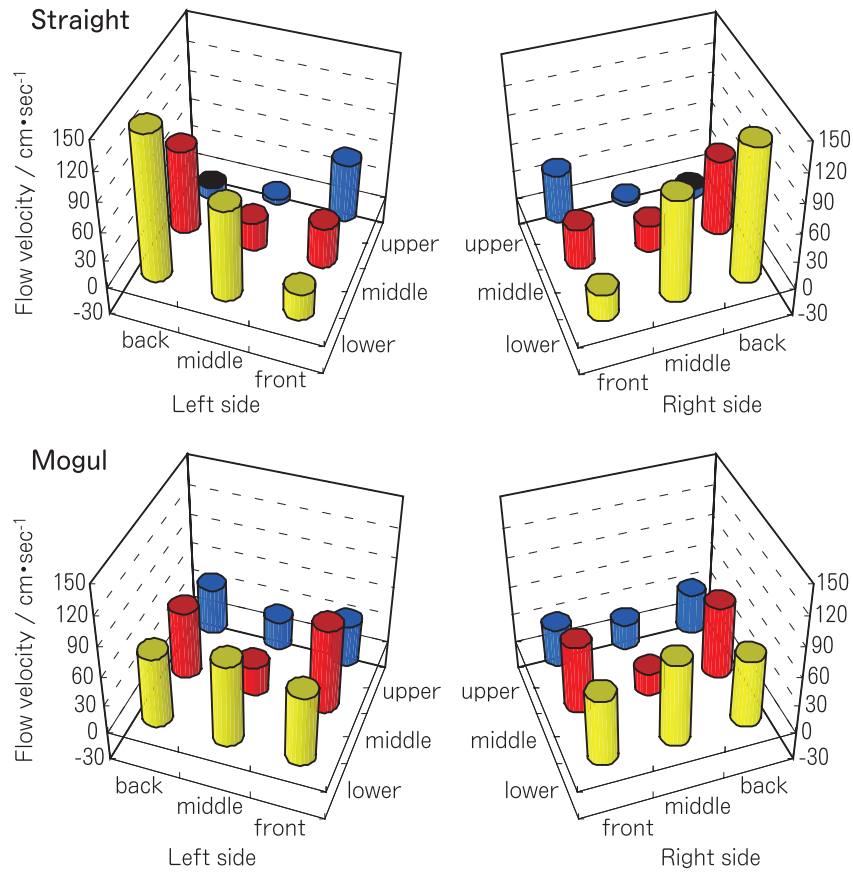 Straight
Flow velocity / cm•sec⁻¹
150
120
90
60
30
0
-30
back
middle
front
upper
middle
lower
Left side
150
120
90
60
30
0
-30
upper
middle
lower
front
middle
back
Right side
Mogul
Flow velocity / cm•sec⁻¹
150
120
90
60
30
0
-30
back
middle
front
upper
middle
lower
Left side
150
120
90
60
30
0
-30
upper
middle
lower
front
middle
back
Right side